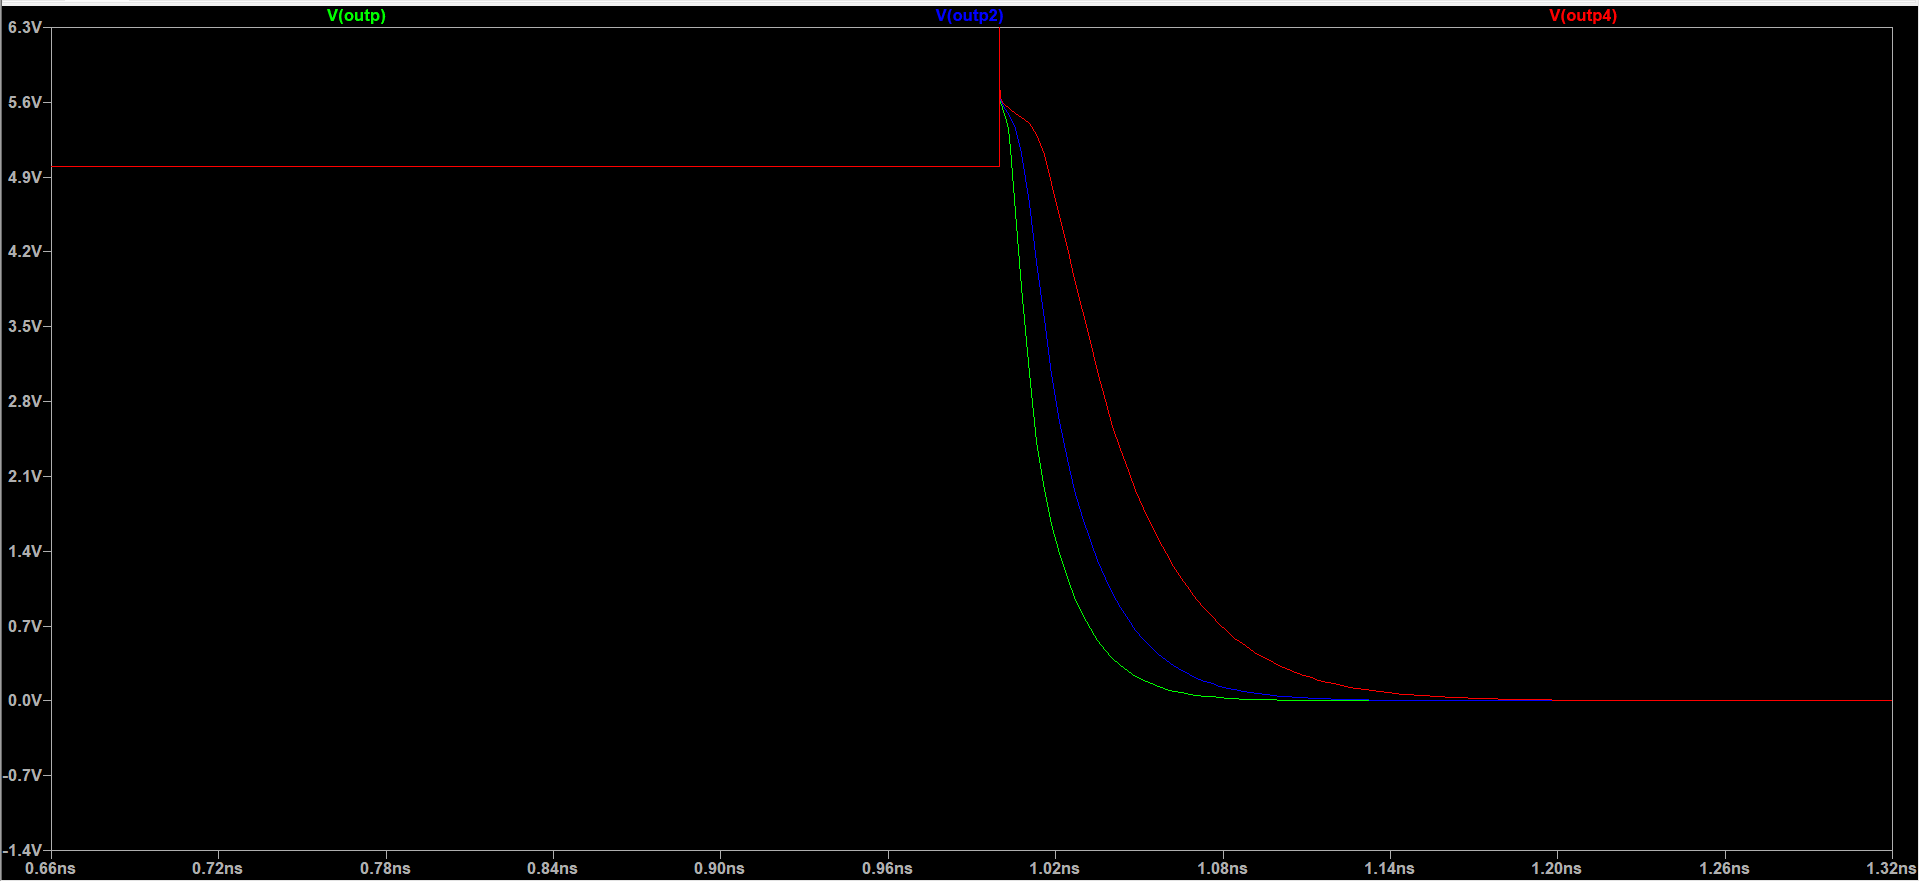 V(outp) V(outp2) V(outp4)
6.3V
5.6V
4.9V
4.2V
3.5V
2.8V
2.1V
1.4V
0.7V
0.0V
-0.7V
-1.4V
0.66ns 0.72ns 0.78ns 0.84ns 0.90ns 0.96ns 1.02ns 1.08ns 1.14ns 1.20ns 1.26ns 1.32ns